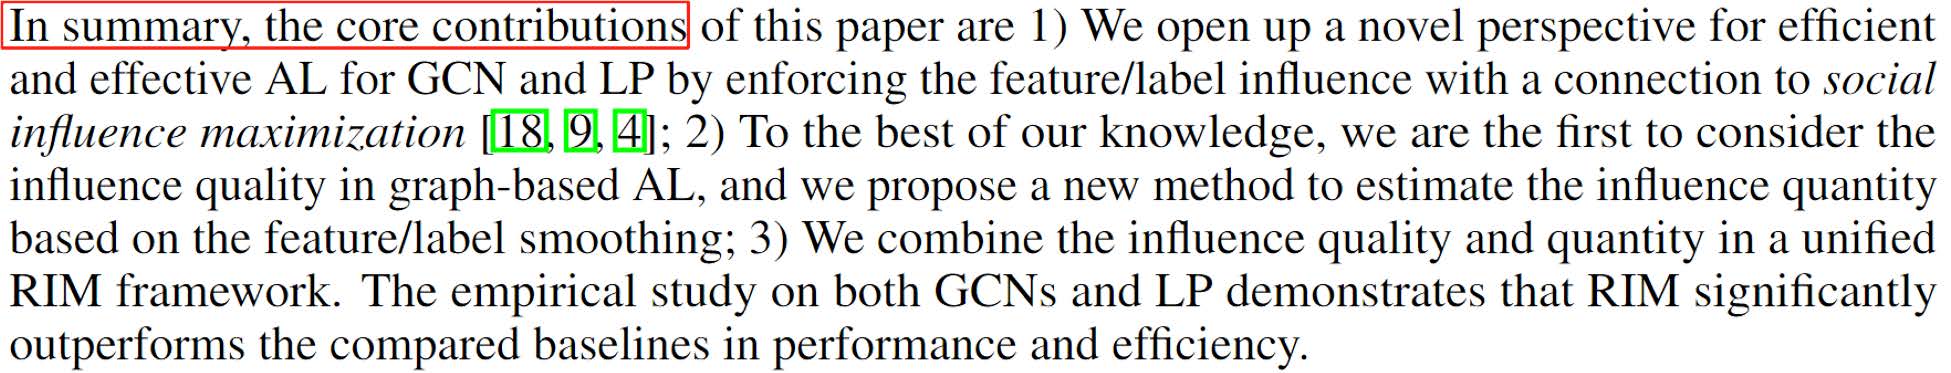 In summary, the core contributions of this paper are 1) We open up a novel perspective for efficient
and effective AL for GCN and LP by enforcing the feature/label influence with a connection to social
influence maximization [18, 9, 4]; 2) To the best of our knowledge, we are the first to consider the
influence quality in graph-based AL, and we propose a new method to estimate the influence quantity
based on the feature/label smoothing; 3) We combine the influence quality and quantity in a unified
RIM framework. The empirical study on both GCNs and LP demonstrates that RIM significantly
outperforms the compared baselines in performance and efficiency.